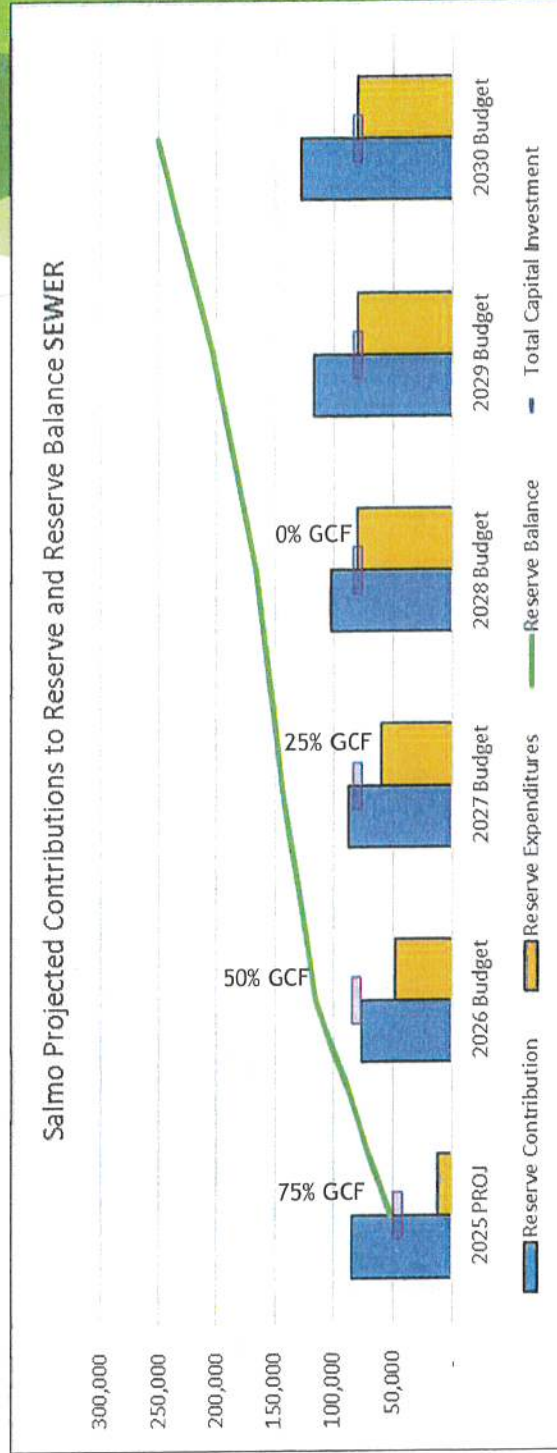 Salmo Projected Contributions to Reserve and Reserve Balance SEWER
300,000
250,000
200,000
150,000
100,000
50,000
-
75% GCF
50% GCF
25% GCF
0% GCF
2025 PROJ
2026 Budget
2027 Budget
2028 Budget
2029 Budget
2030 Budget
Reserve Contribution
Reserve Expenditures
Reserve Balance
Total Capital Investment